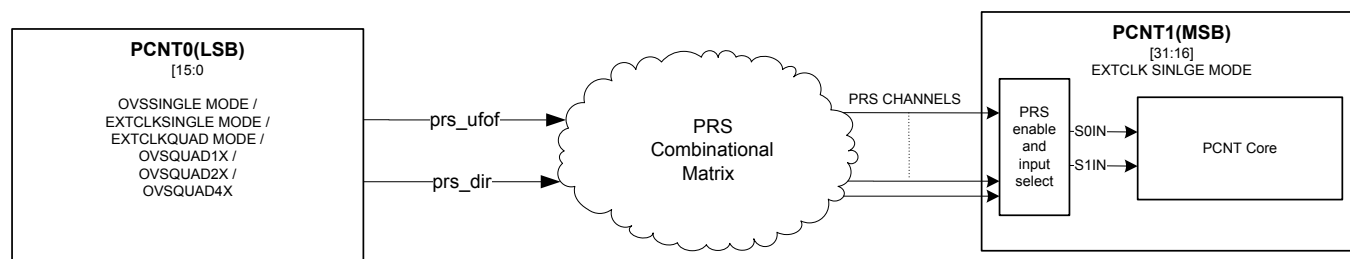 PCNT0(LSB)
[15:0
OVSSINGLE MODE /
EXTCLKSINGLE MODE /
EXTCLKQUAD MODE /
OVSQUAD1X /
OVSQUAD2X /
OVSQUAD4X
prs_ufof
prs_dir
PRS
Combinational
Matrix
PRS CHANNELS
PCNT1(MSB)
[31:16]
EXTCLK SINLGE MODE
PRS
enable
and
input
select
S0IN
S1IN
PCNT Core